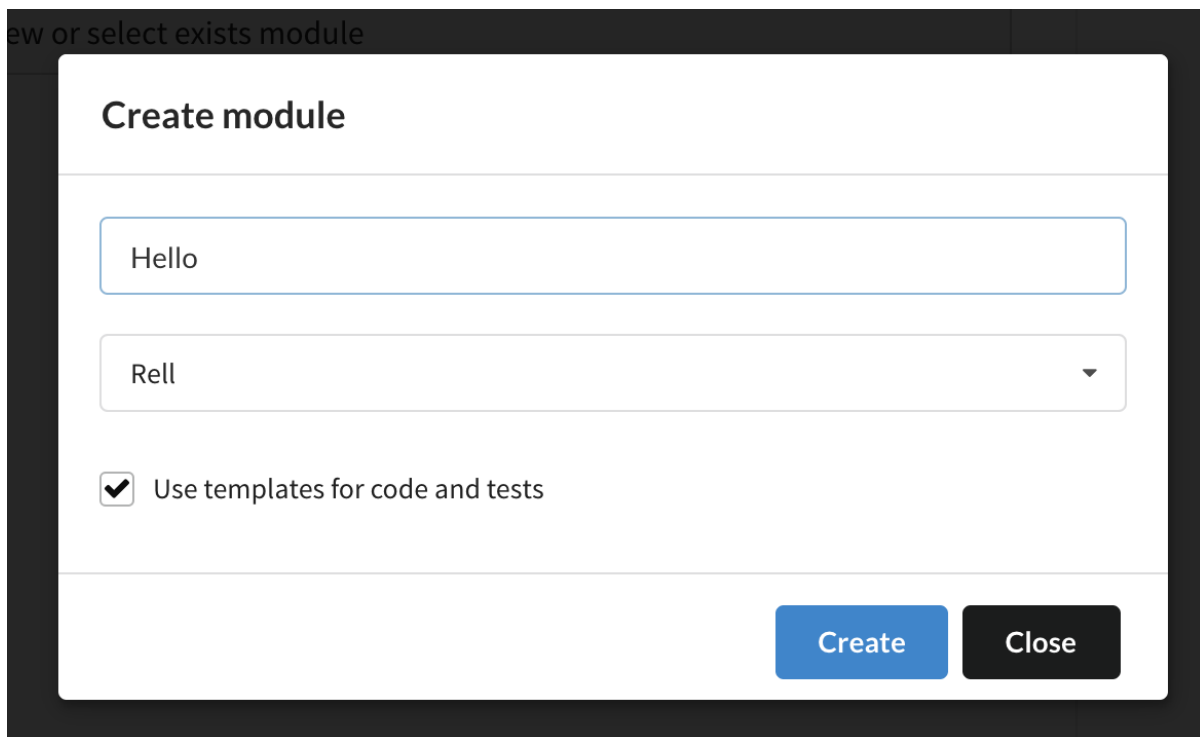 ew or select exists module
Create module
Hello
Rell
Use templates for code and tests
Create
Close